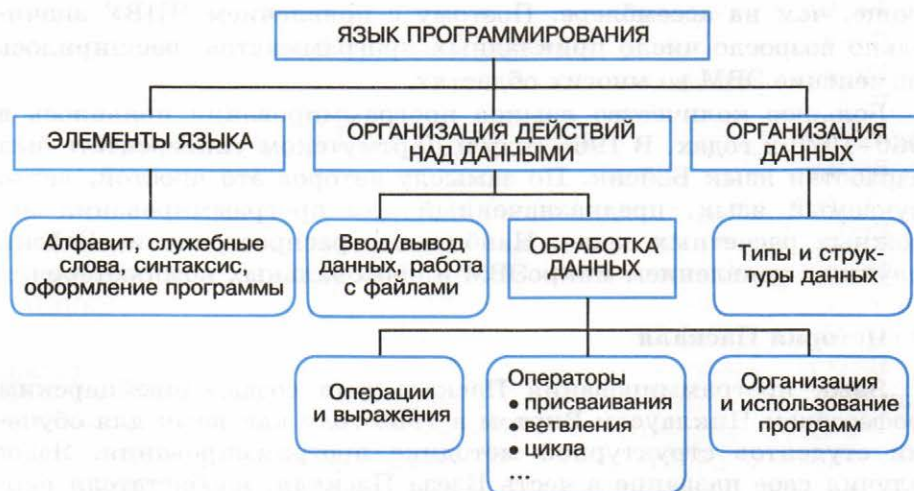 ЯЗЫК ПРОГРАММИРОВАНИЯ
ЭЛЕМЕНТЫ ЯЗЫКА
ОРГАНИЗАЦИЯ ДЕЙСТВИЙ
НАД ДАННЫМИ
ОРГАНИЗАЦИЯ
ДАННЫХ
Алфавит, служебные
слова, синтаксис,
оформление программы
Ввод/вывод
данных, работа
с файлами
ОБРАБОТКА
ДАННЫХ
Типы и струк-
туры данных
Операции
и выражения
Операторы
• присваивания
• ветвления
• цикла
...
Организация
и использование
программ